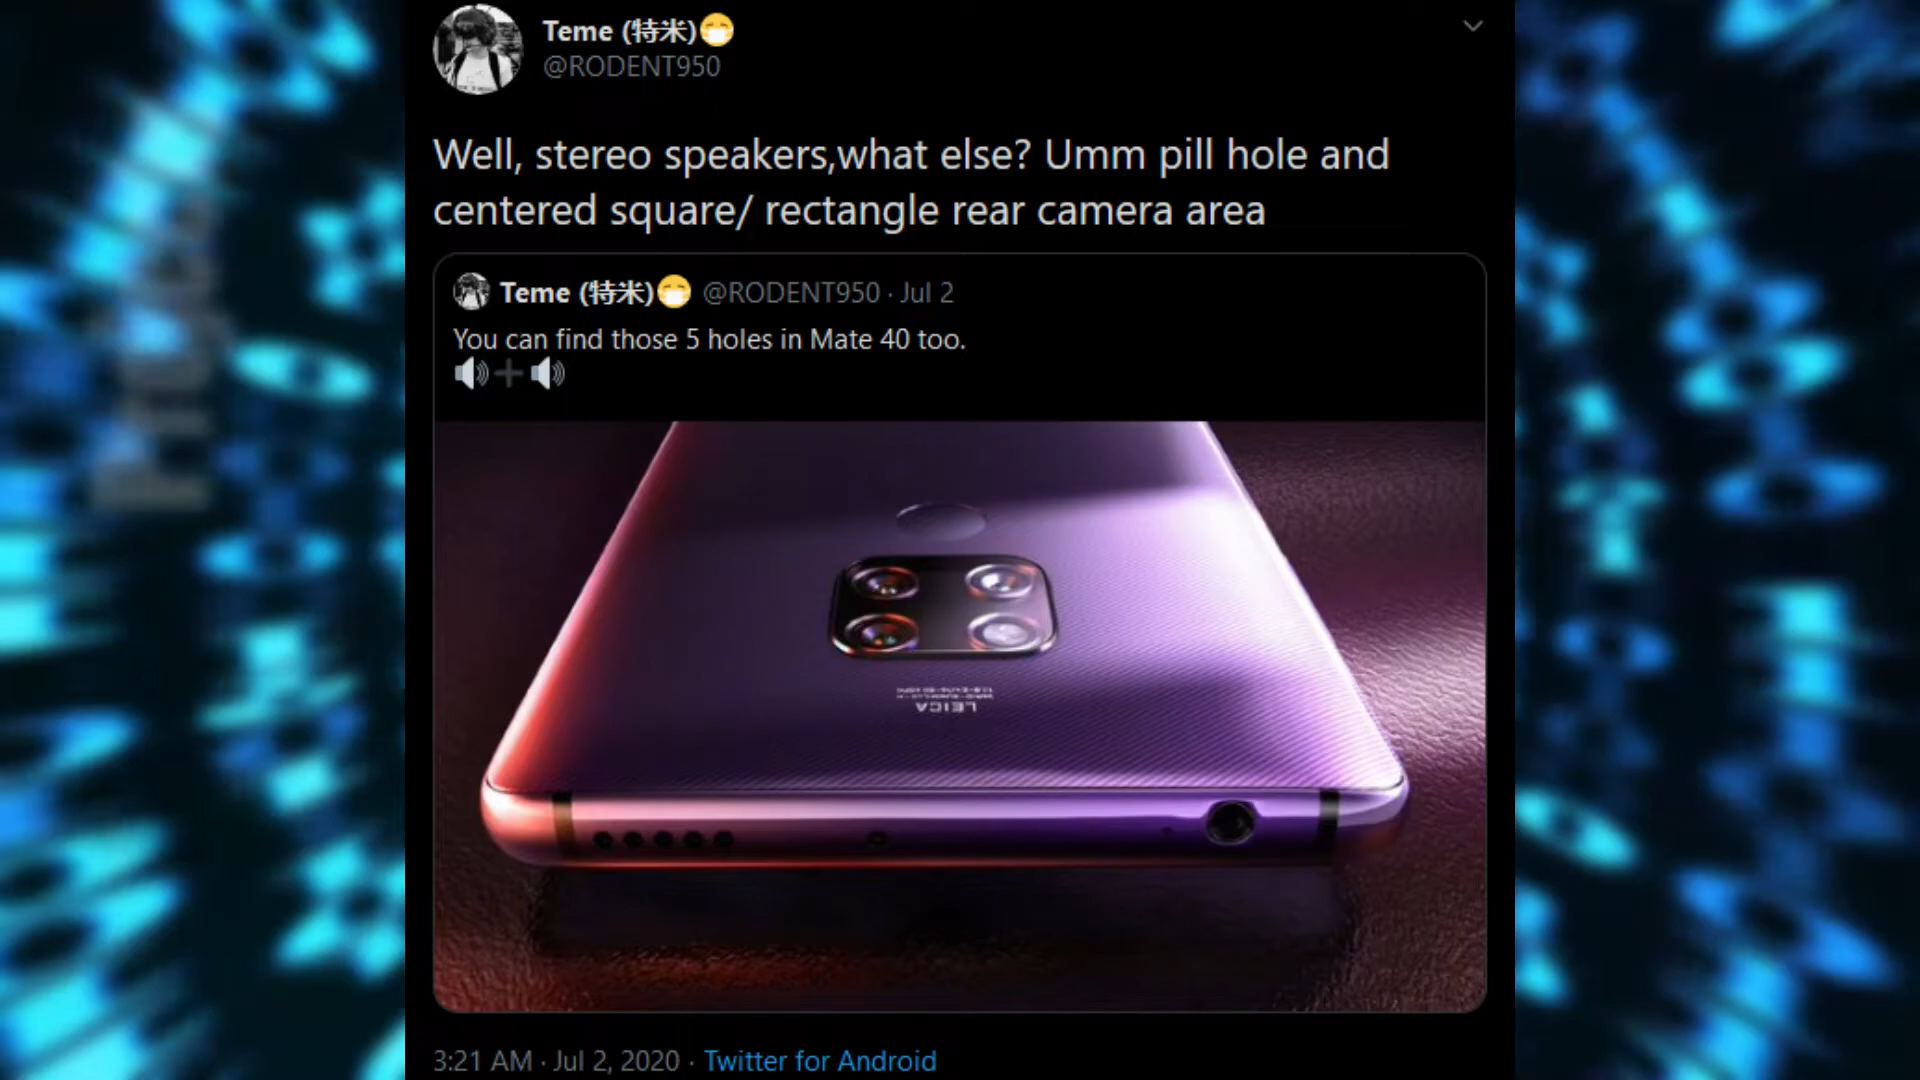 Teme (特米)😷
@RODENT950
Well, stereo speakers,what else? Umm pill hole and
centered square/ rectangle rear camera area
Teme (特米)😷 @RODENT950 · Jul 2
You can find those 5 holes in Mate 40 too.
🔊➕🔊
LEICA
3:21 AM · Jul 2, 2020 · Twitter for Android